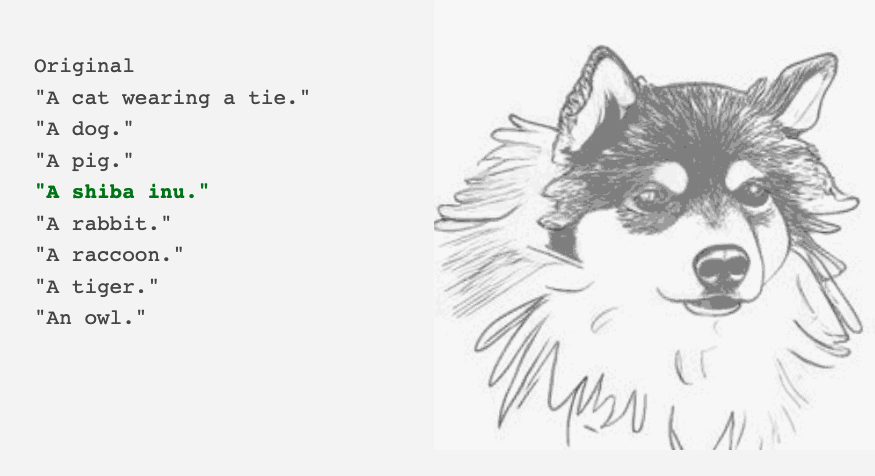 Original
"A cat wearing a tie."
"A dog."
"A pig."
"A shiba inu."
"A rabbit."
"A raccoon."
"A tiger."
"An owl."